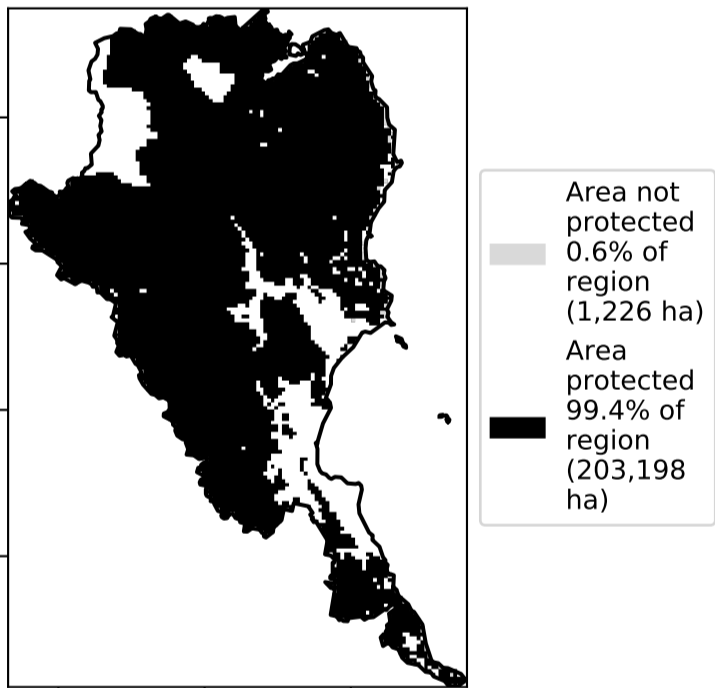 Area not
protected
0.6% of
region
(1,226 ha)
Area
protected
99.4% of
region
(203,198
ha)